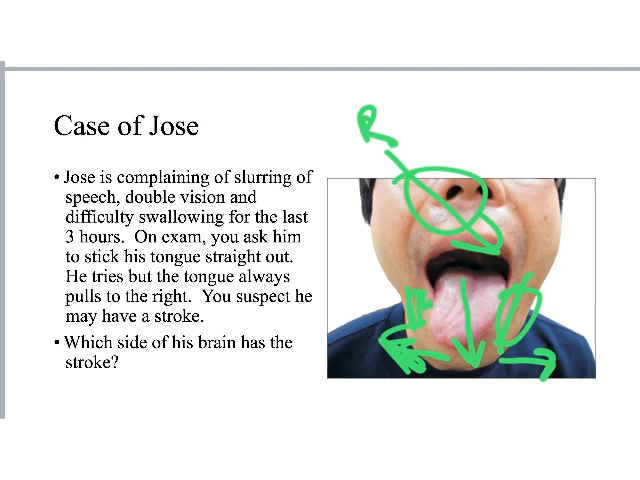 Case of Jose
• Jose is complaining of slurring of
speech, double vision and
difficulty swallowing for the last
3 hours.  On exam, you ask him
to stick his tongue straight out.
He tries but the tongue always
pulls to the right.  You suspect he
may have a stroke.
• Which side of his brain has the
stroke?
R